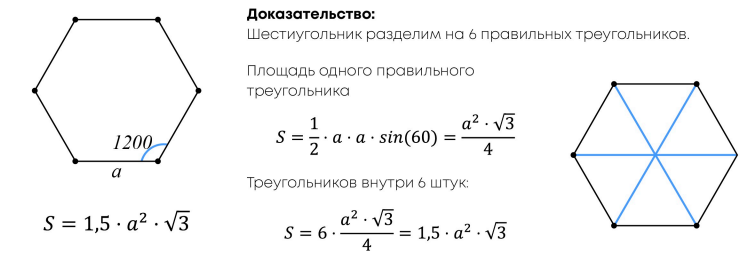 1200
a
S = 1,5 · a² · √3
Доказательство:
Шестиугольник разделим на 6 правильных треугольников.
Площадь одного правильного
треугольника
S = 1/2 · a · a · sin(60) = a² · √3/4
Треугольников внутри 6 штук:
S = 6 · a² · √3/4 = 1,5 · a² · √3